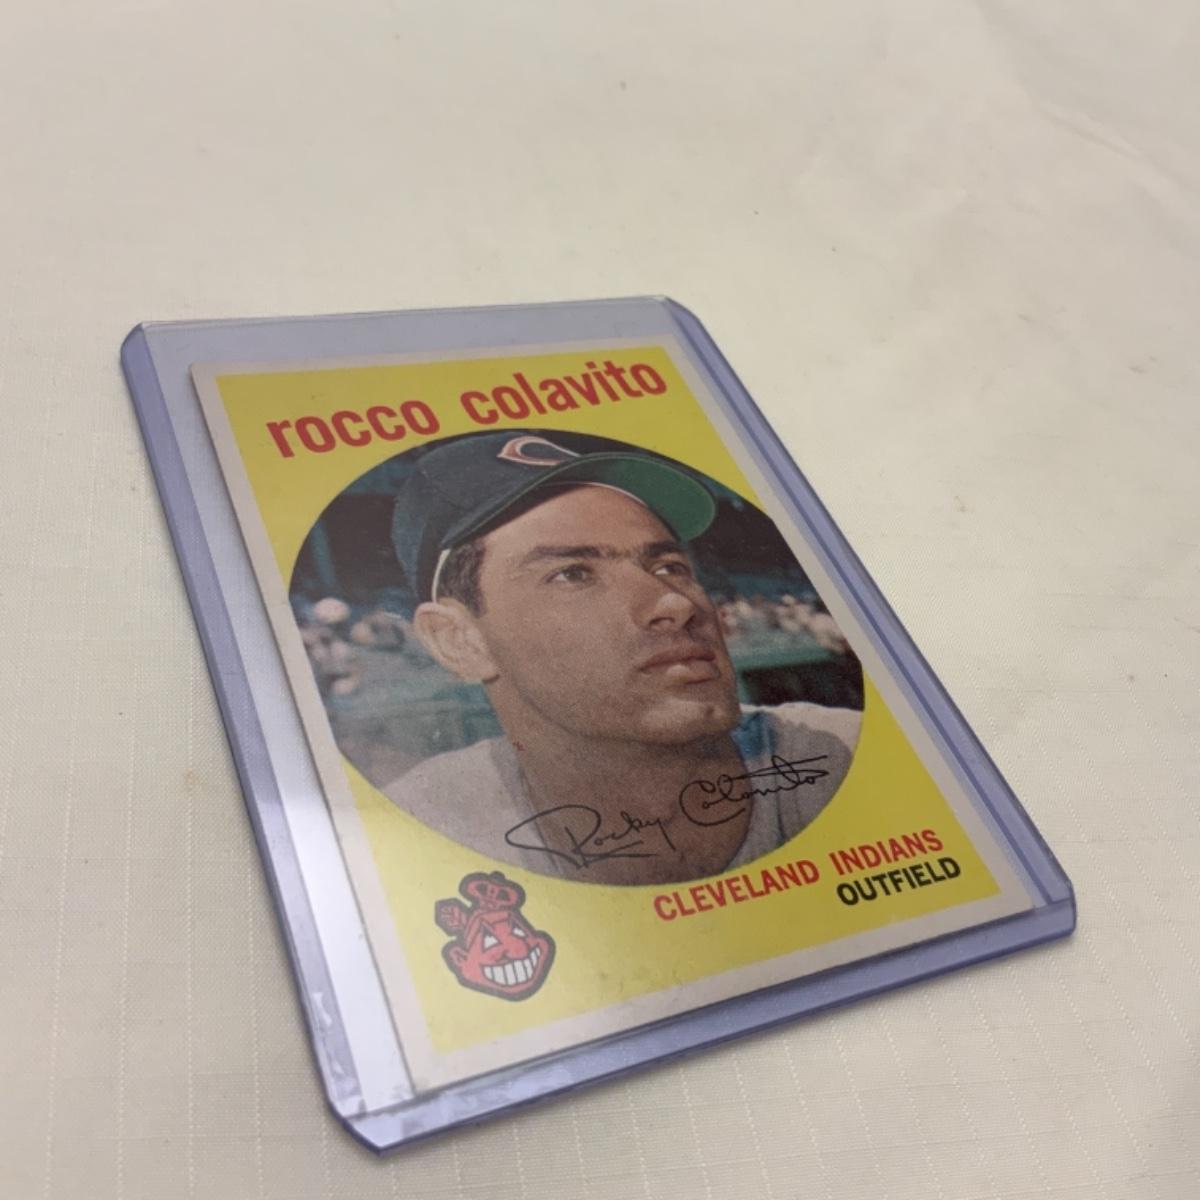 rocco colavito
C
Rocky Colavito
CLEVELAND INDIANS
OUTFIELD